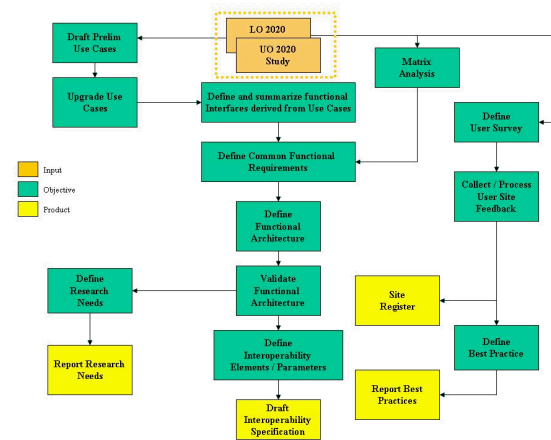 LO 2020
UO 2020
Study
Draft Prelim
Use Cases
Matrix
Analysis
Upgrade Use
Cases
Define and summarize functional
Interfaces derived from Use Cases
Define
User Survey
Define Common Functional
Requirements
Input
Objective
Product
Collect / Process
User Site
Feedback
Define
Functional
Architecture
Define
Research
Needs
Validate
Functional
Architecture
Site
Register
Define
Interoperability
Elements / Parameters
Define
Best Practice
Report Research
Needs
Report Best
Practices
Draft
Interoperability
Specification